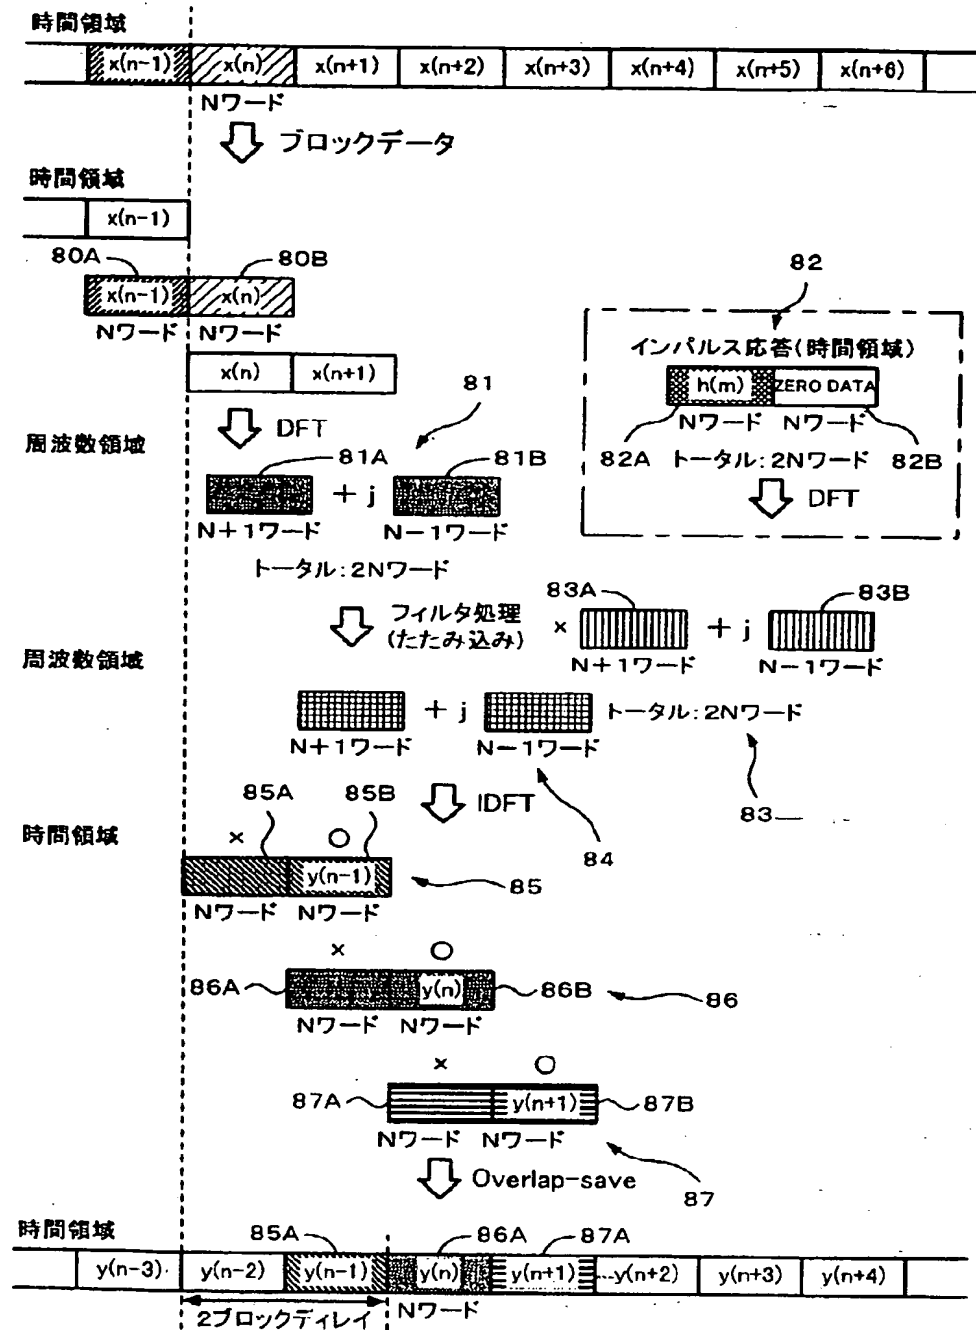 時間領域
x(n-1) x(n) x(n+1) x(n+2) x(n+3) x(n+4) x(n+5) x(n+6)
Nワード
ブロックデータ
時間領域
x(n-1)
80A 80B
x(n-1) x(n)
Nワード Nワード
x(n) x(n+1)
82
インパルス応答(時間領域)
h(m) ZERO DATA
Nワード Nワード
82A トータル:2Nワード 82B
DFT
DFT
81
周波数領域
81A 81B
+ j
N+1ワード N-1ワード
トータル:2Nワード
フィルタ処理
(たたみ込み)
83A 83B
× + j
N+1ワード N-1ワード
周波数領域
+ j トータル:2Nワード
N+1ワード N-1ワード
83
84
IDFT
85A 85B
時間領域
× ○
y(n-1) 85
Nワード Nワード
× ○
86A y(n) 86B 86
Nワード Nワード
× ○
87A y(n+1) 87B
Nワード Nワード
87
Overlap-save
時間領域
85A 86A 87A
y(n-3) y(n-2) y(n-1) y(n) y(n+1) y(n+2) y(n+3) y(n+4)
2ブロックディレイ Nワード